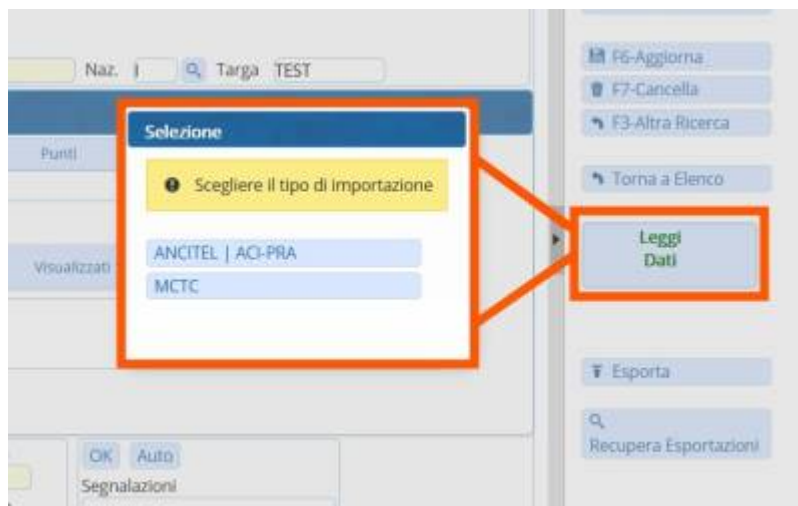 Naz.
I
Targa
TEST
Selezione
Scegliere il tipo di importazione
ANCITEL | ACI-PRA
MCTC
Punti
Visualizzati
OK
Auto
Segnalazioni
F6-Aggiorna
F7-Cancella
F3-Altra Ricerca
Torna a Elenco
Leggi
Dati
Esporta
Recupera Esportazioni